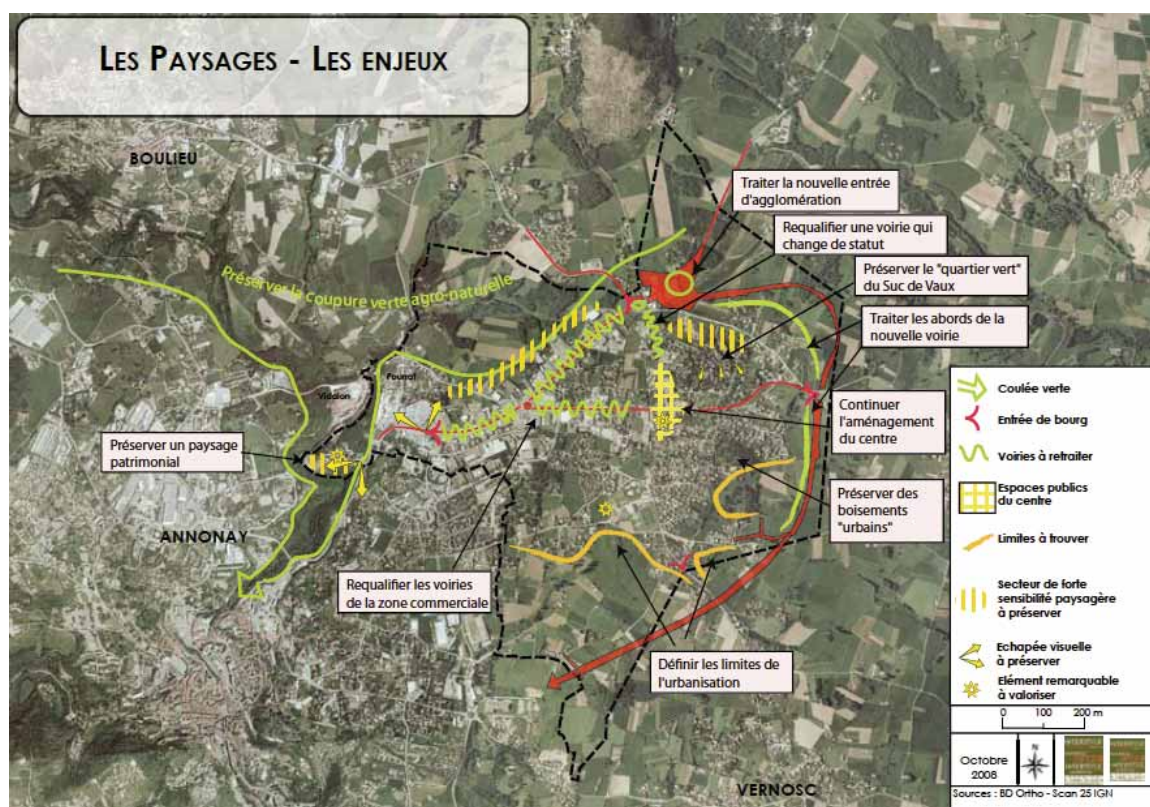 LES PAYSAGES - LES ENJEUX
BOULIEU
Traiter la nouvelle entrée
d'agglomération
Requalifier une voirie qui
change de statut
Préserver le "quartier vert"
du Suc de Vaux
Traiter les abords de la
nouvelle voirie
Préserver la coupure verte agro-naturelle
Fournat
Vidalon
Préserver un paysage
patrimonial
Continuer
l'aménagement
du centre
Préserver des
boisements
"urbains"
ANNONAY
Requalifier les voiries
de la zone commerciale
Définir les limites de
l'urbanisation
VERNOSC
Coulée verte
Entrée de bourg
Voiries à retraiter
Espaces publics
du centre
Limites à trouver
Secteur de forte
sensibilité paysagère
à préserver
Echapée visuelle
à préserver
Elément remarquable
à valoriser
0 100 200 m
Octobre
2008
N
INTERSTICE
INTERSTICE
Sources : BD Ortho - Scan 25 IGN